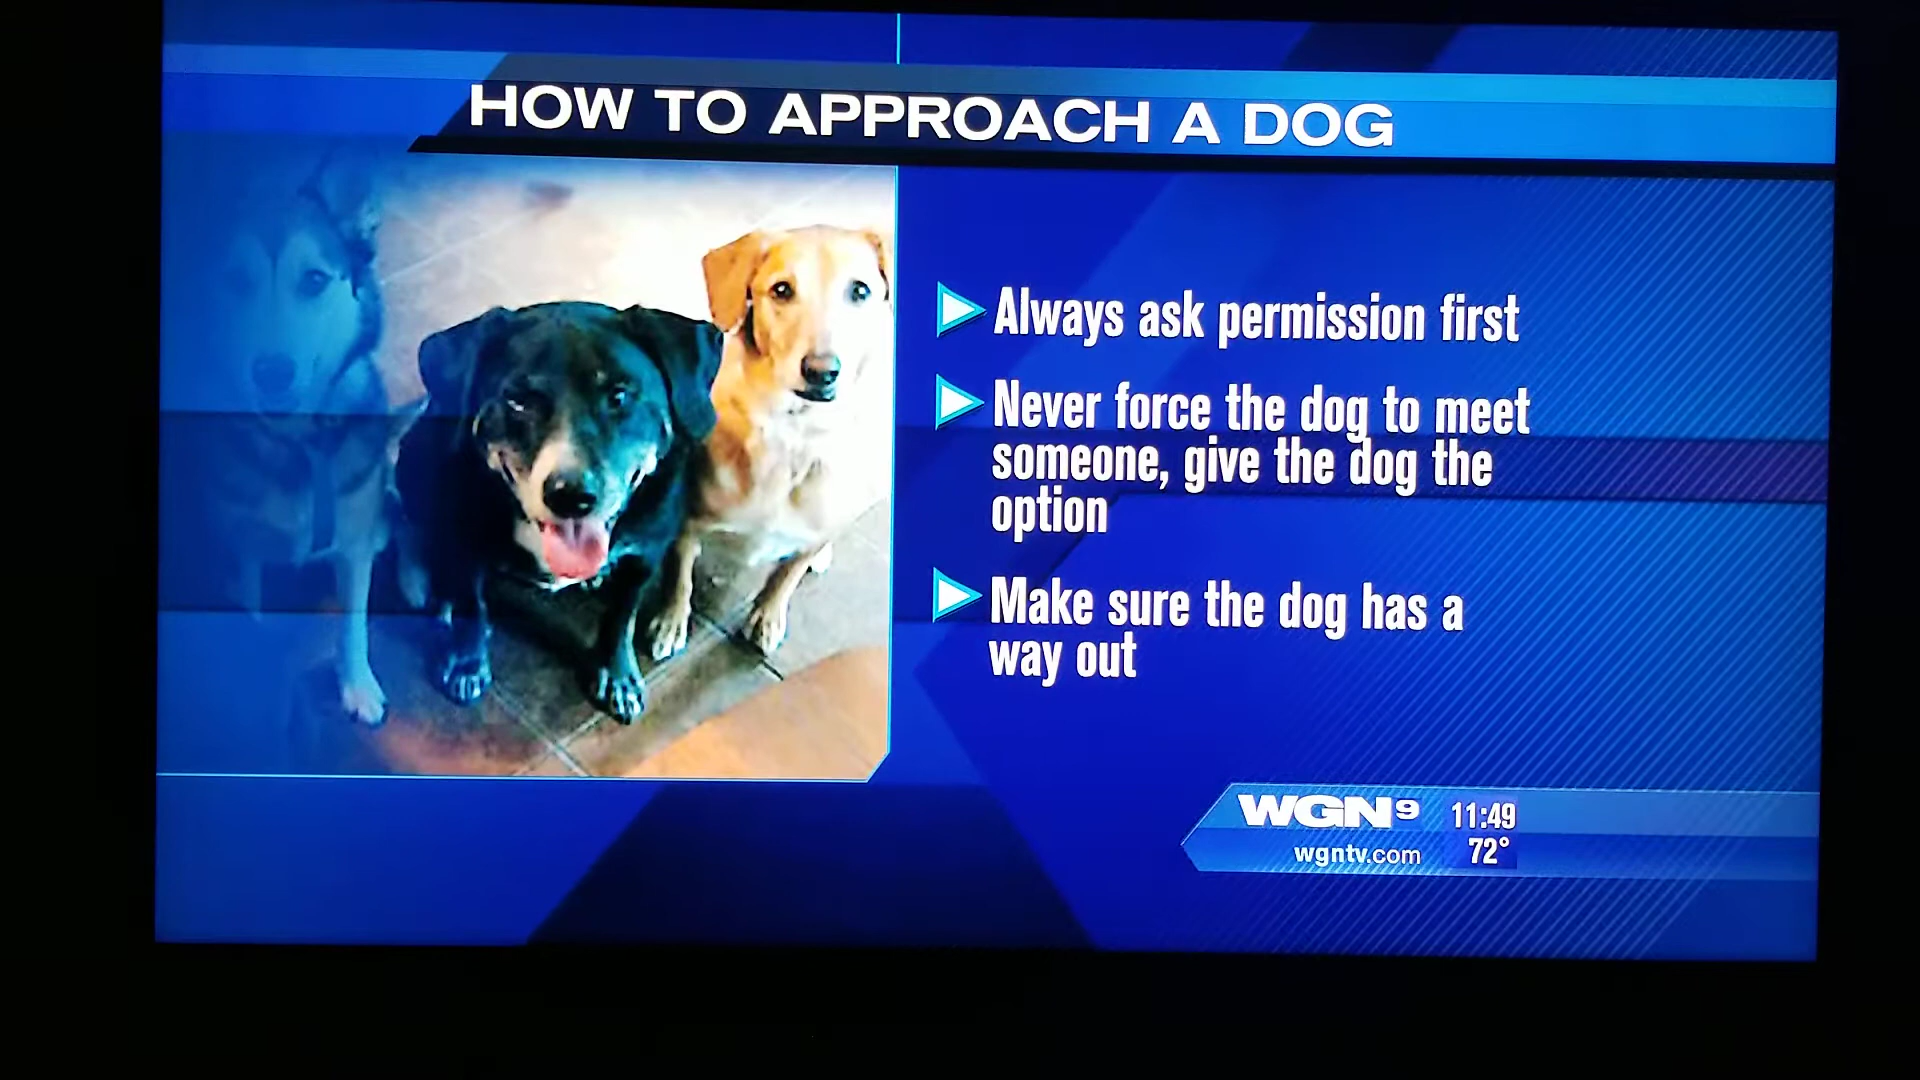 HOW TO APPROACH A DOG
Always ask permission first
Never force the dog to meet
someone, give the dog the
option
Make sure the dog has a
way out
WGN9 11:49
wgntv.com 72°